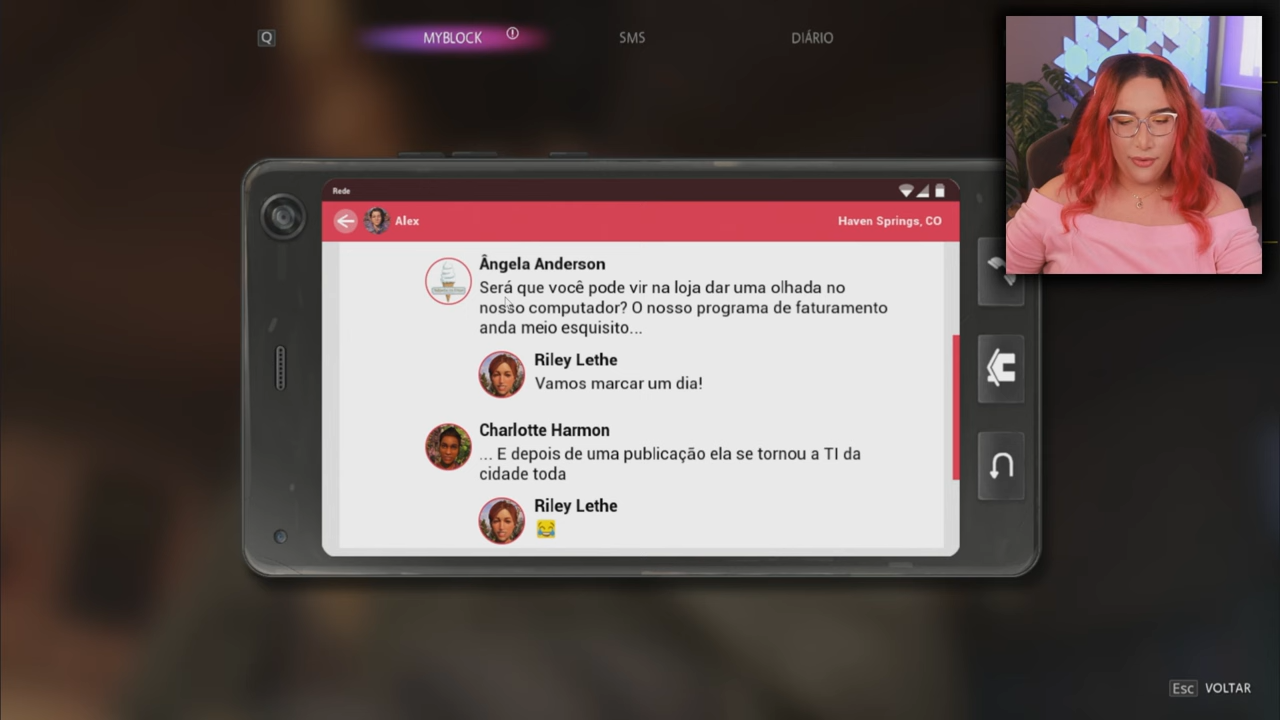 Q
MYBLOCK
SMS
DIÁRIO
Rede
Alex
Haven Springs, CO
Ângela Anderson
Será que você pode vir na loja dar uma olhada no
nosso computador? O nosso programa de faturamento
anda meio esquisito...
Riley Lethe
Vamos marcar um dia!
Charlotte Harmon
... E depois de uma publicação ela se tornou a TI da
cidade toda
Riley Lethe
😂
Esc VOLTAR